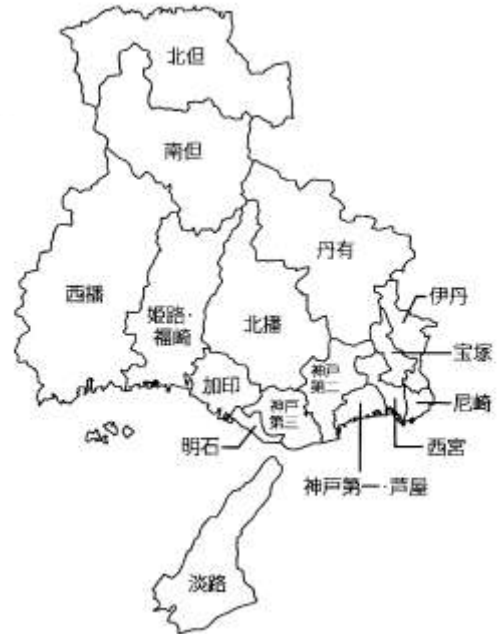 北但
南但
丹有
西播
姫路・
福崎
北播
伊丹
宝塚
神戸
第二
加印
神戸
第三
尼崎
明石
西宮
神戸第一・芦屋
淡路